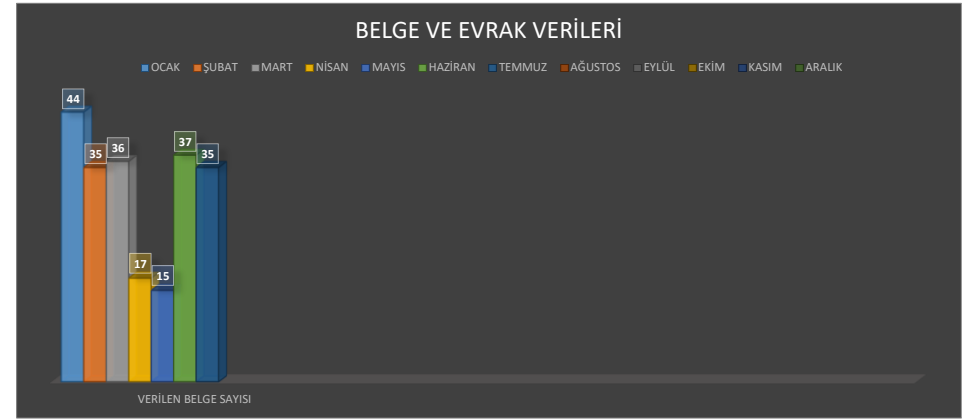 BELGE VE EVRAK VERİLERİ
OCAK ŞUBAT MART NİSAN MAYIS HAZİRAN TEMMUZ AĞUSTOS EYLÜL EKİM KASIM ARALIK
44
35
36
17
15
37
35
VERİLEN BELGE SAYISI